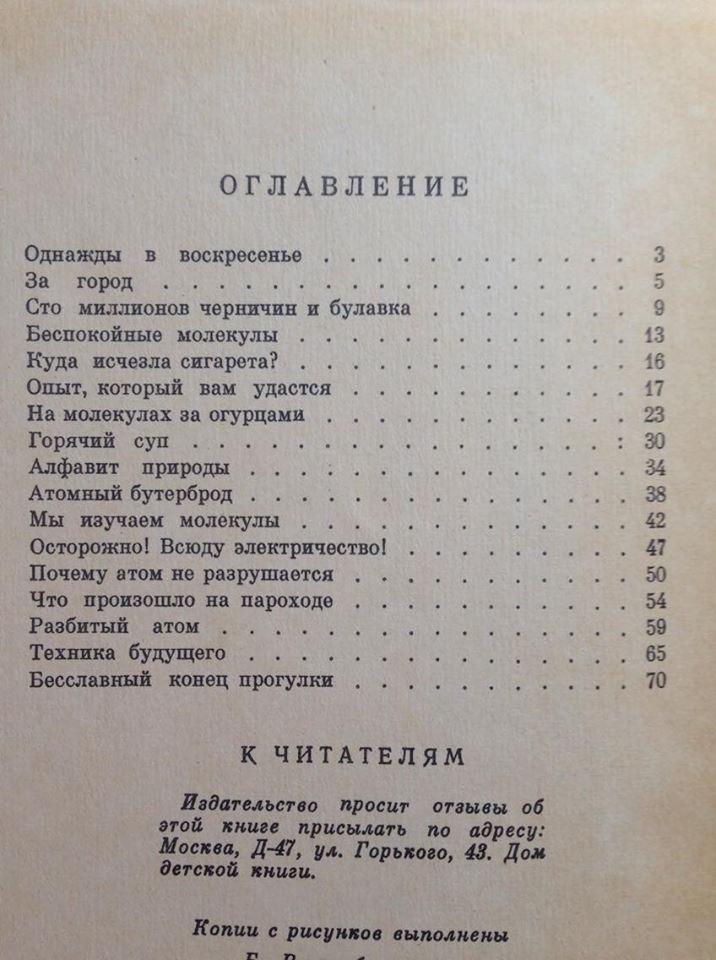 ОГЛАВЛЕНИЕ
Однажды в воскресенье . . . . . . . . . . . . 3
За город . . . . . . . . . . . . . . . . . . 5
Сто миллионов черничин и булавка . . . . . . . . 9
Беспокойные молекулы . . . . . . . . . . . . . 13
Куда исчезла сигарета? . . . . . . . . . . . . 16
Опыт, который вам удастся . . . . . . . . . . . 17
На молекулах за огурцами . . . . . . . . . . . . 23
Горячий суп . . . . . . . . . . . . . . . . : 30
Алфавит природы . . . . . . . . . . . . . . . 34
Атомный бутерброд . . . . . . . . . . . . . . . 38
Мы изучаем молекулы . . . . . . . . . . . . . 42
Осторожно! Всюду электричество! . . . . . . . . . 47
Почему атом не разрушается . . . . . . . . . . . 50
Что произошло на пароходе . . . . . . . . . . . 54
Разбитый атом . . . . . . . . . . . . . . . . 59
Техника будущего . . . . . . . . . . . . . . . 65
Бесславный конец прогулки . . . . . . . . . . . 70
К ЧИТАТЕЛЯМ
Издательство просит отзывы об
этой книге присылать по адресу:
Москва, Д-47, ул. Горького, 43. Дом
детской книги.
Копии с рисунков выполнены